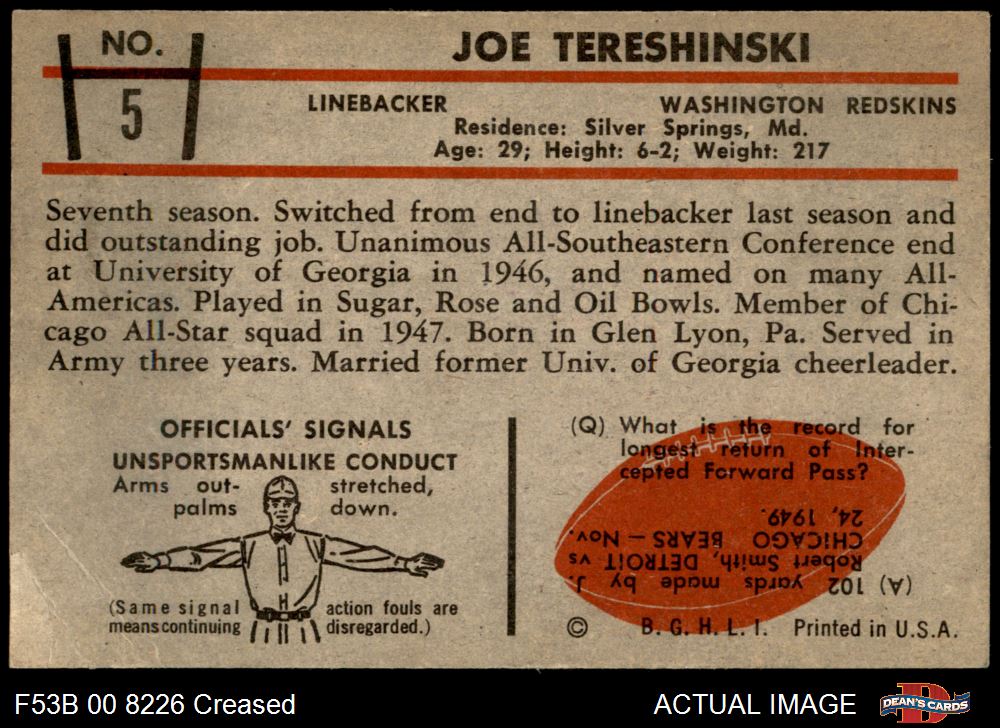 NO.
5
JOE TERESHINSKI
LINEBACKER WASHINGTON REDSKINS
Residence: Silver Springs, Md.
Age: 29; Height: 6-2; Weight: 217
Seventh season. Switched from end to linebacker last season and
did outstanding job. Unanimous All-Southeastern Conference end
at University of Georgia in 1946, and named on many All-
Americas. Played in Sugar, Rose and Oil Bowls. Member of Chi-
cago All-Star squad in 1947. Born in Glen Lyon, Pa. Served in
Army three years. Married former Univ. of Georgia cheerleader.
OFFICIALS' SIGNALS
UNSPORTSMANLIKE CONDUCT
Arms out- stretched,
palms down.
(Same signal action fouls are
means continuing disregarded.)
(Q) What is the record for
longest return of Inter-
cepted Forward Pass?
(A) 102 yards made by J.
Robert Smith, DETROIT vs
CHICAGO BEARS — Nov.
24, 1949.
© B. G. H. L. I. Printed in U.S.A.
F53B 00 8226 Creased ACTUAL IMAGE
D
DEAN'S CARDS